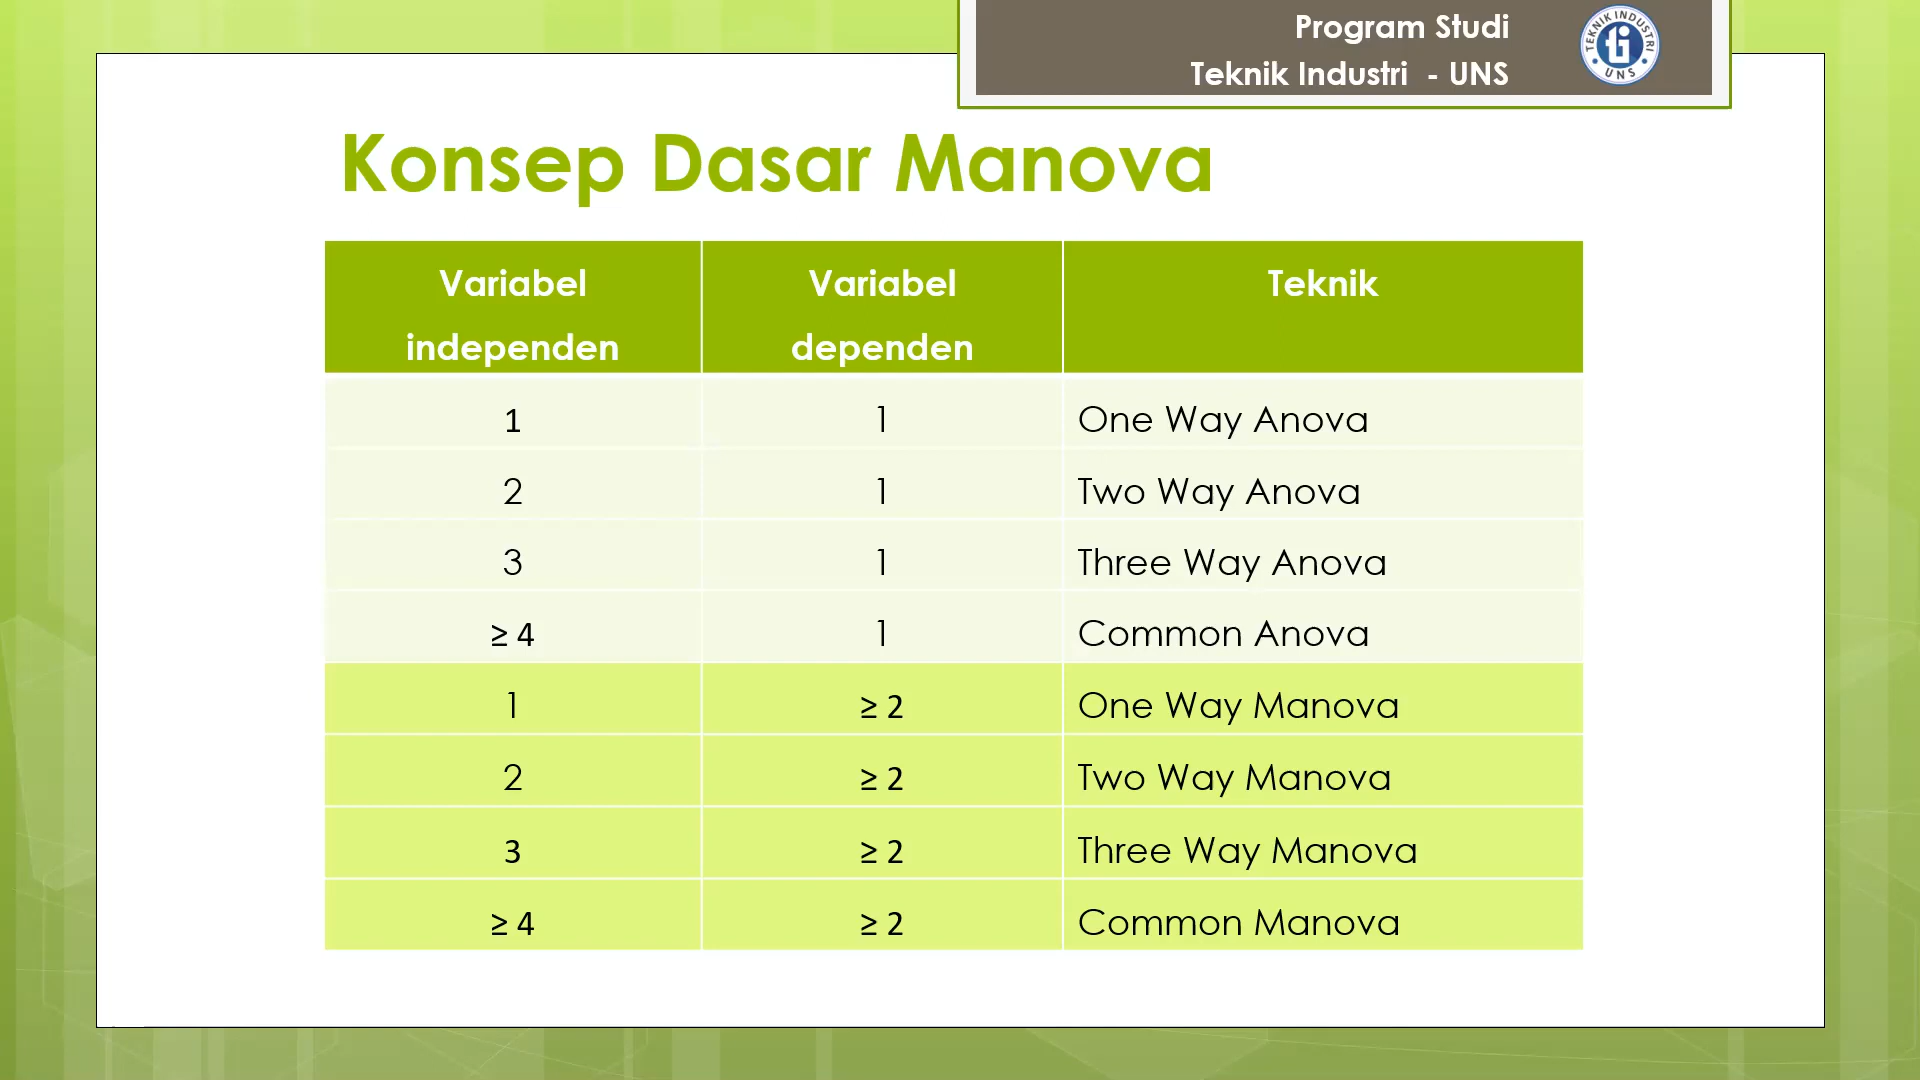 Program Studi
Teknik Industri - UNS
TEKNIK INDUSTRI
ti
UNS
Konsep Dasar Manova
Variabel independen Variabel dependen Teknik
1 1 One Way Anova
2 1 Two Way Anova
3 1 Three Way Anova
≥ 4 1 Common Anova
1 ≥ 2 One Way Manova
2 ≥ 2 Two Way Manova
3 ≥ 2 Three Way Manova
≥ 4 ≥ 2 Common Manova